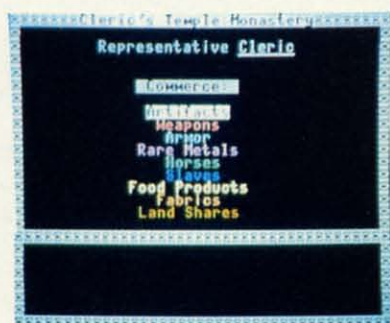 Cleric's Temple Monastery
Representative Cleric
Commerce:
Artifacts
Weapons
Armor
Rare Metals
Horses
Slaves
Food Products
Fabrics
Land Shares